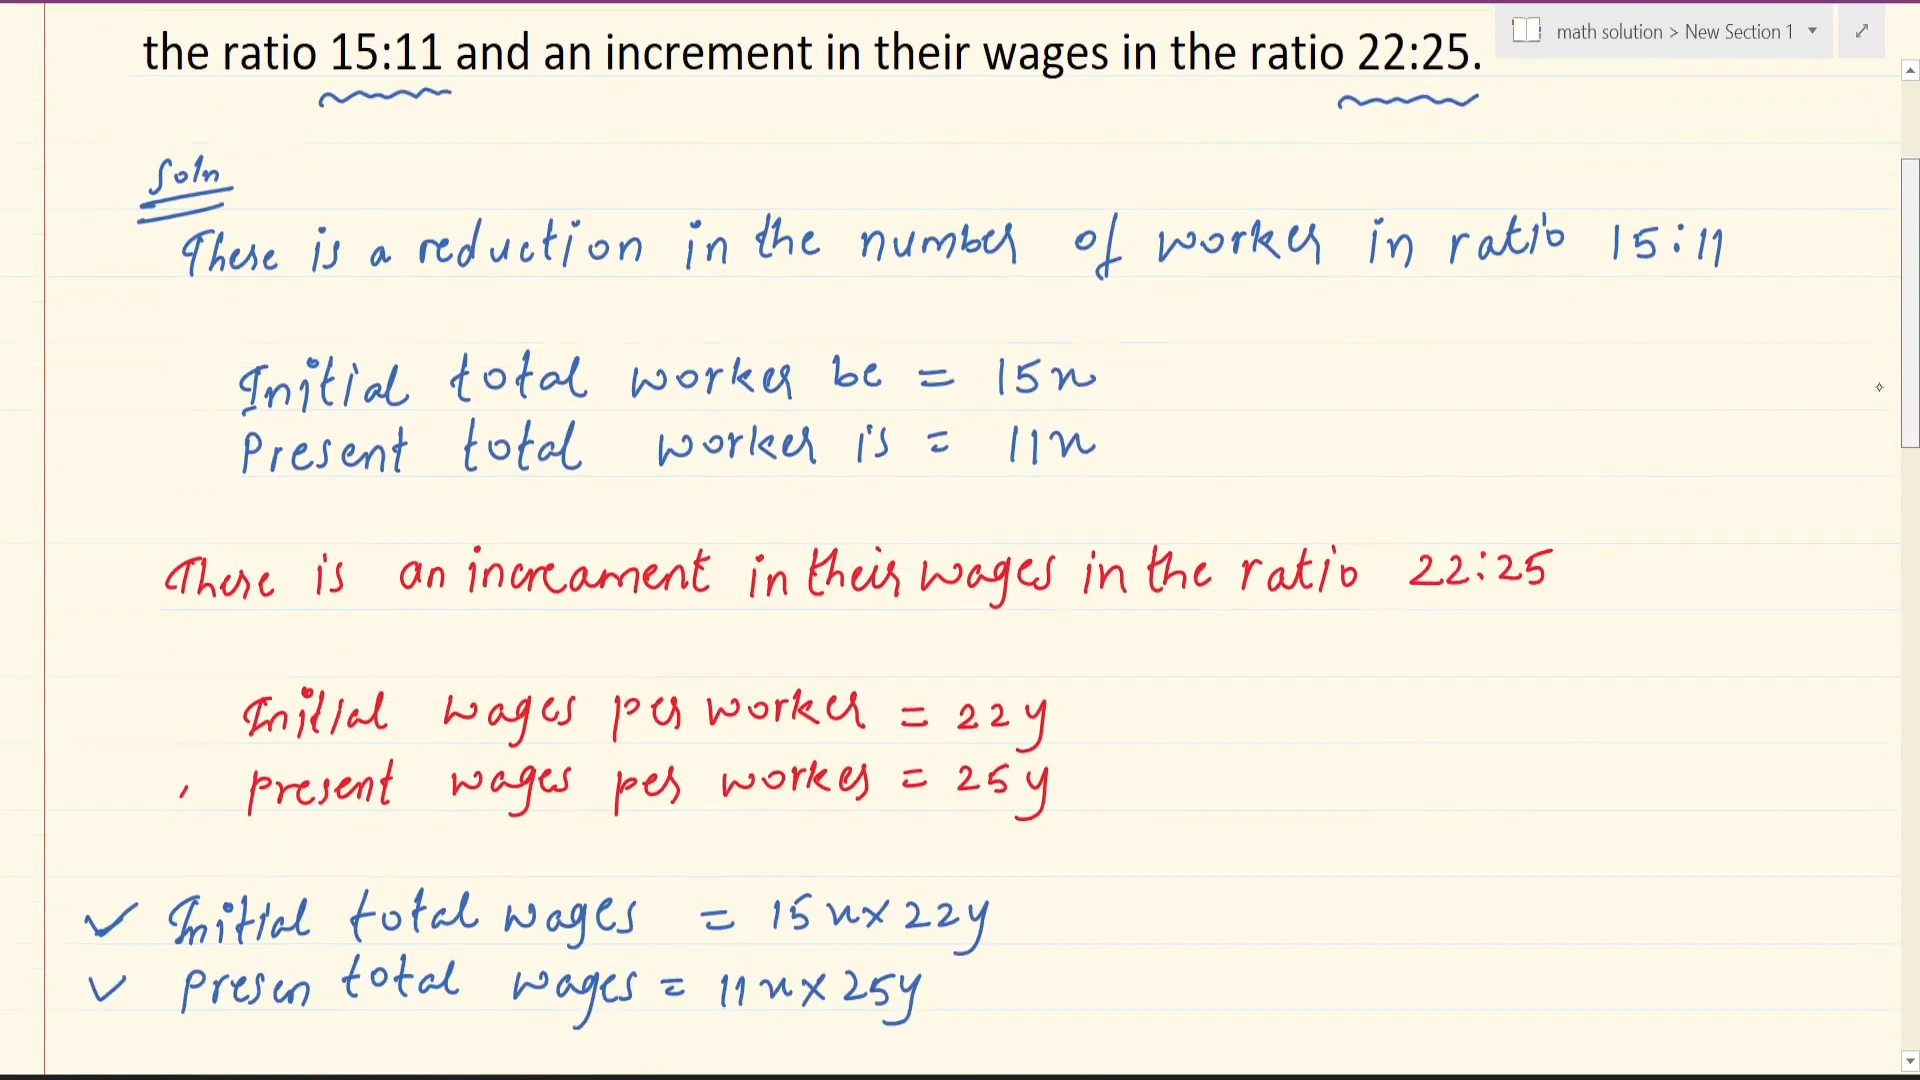 the ratio 15:11 and an increment in their wages in the ratio 22:25.
math solution > New Section 1
Soln
There is a reduction in the number of worker in ratio 15:11
Initial total worker be = 15x
Present total worker is = 11x
There is an increament in their wages in the ratio 22:25
Initial wages per worker = 22y
, present wages per worker = 25y
✓ Initial total wages = 15x × 22y
✓ presen total wages = 11x × 25y